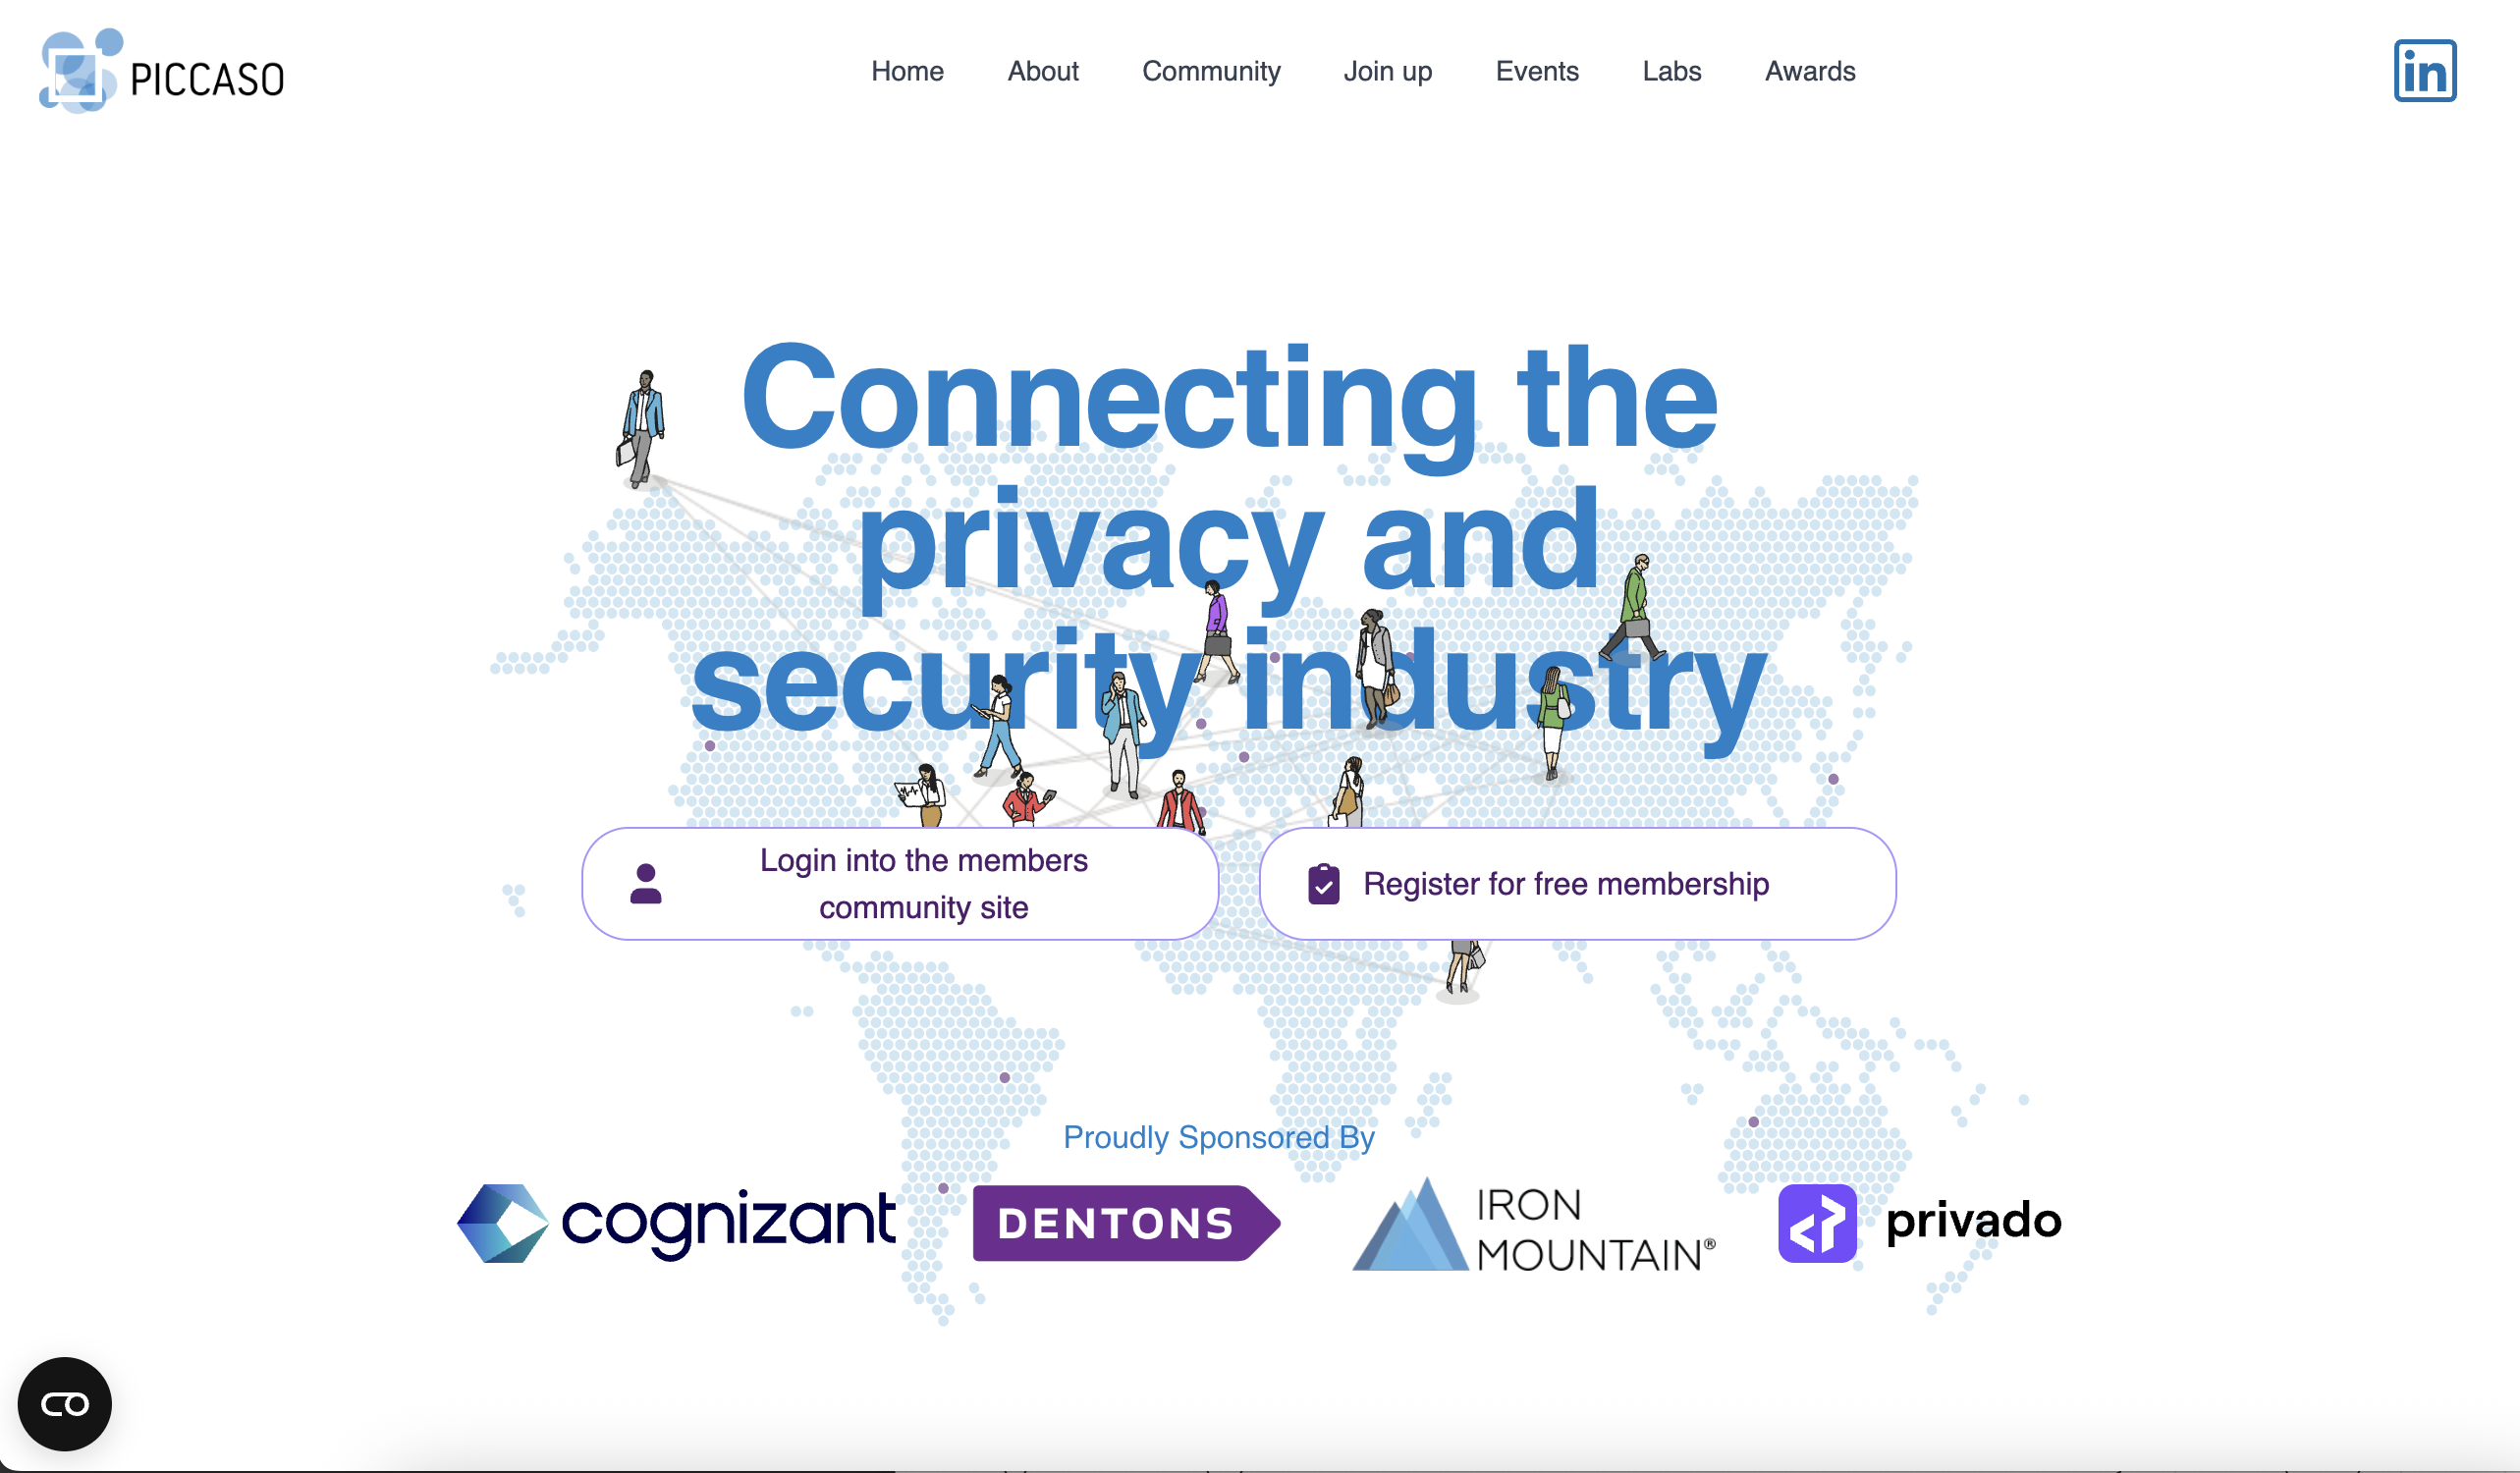 PICCASO
Home About Community Join up Events Labs Awards
in
Connecting the
privacy and
security industry
Login into the members
community site
Register for free membership
Proudly Sponsored By
cognizant
DENTONS
IRON
MOUNTAIN®
privado